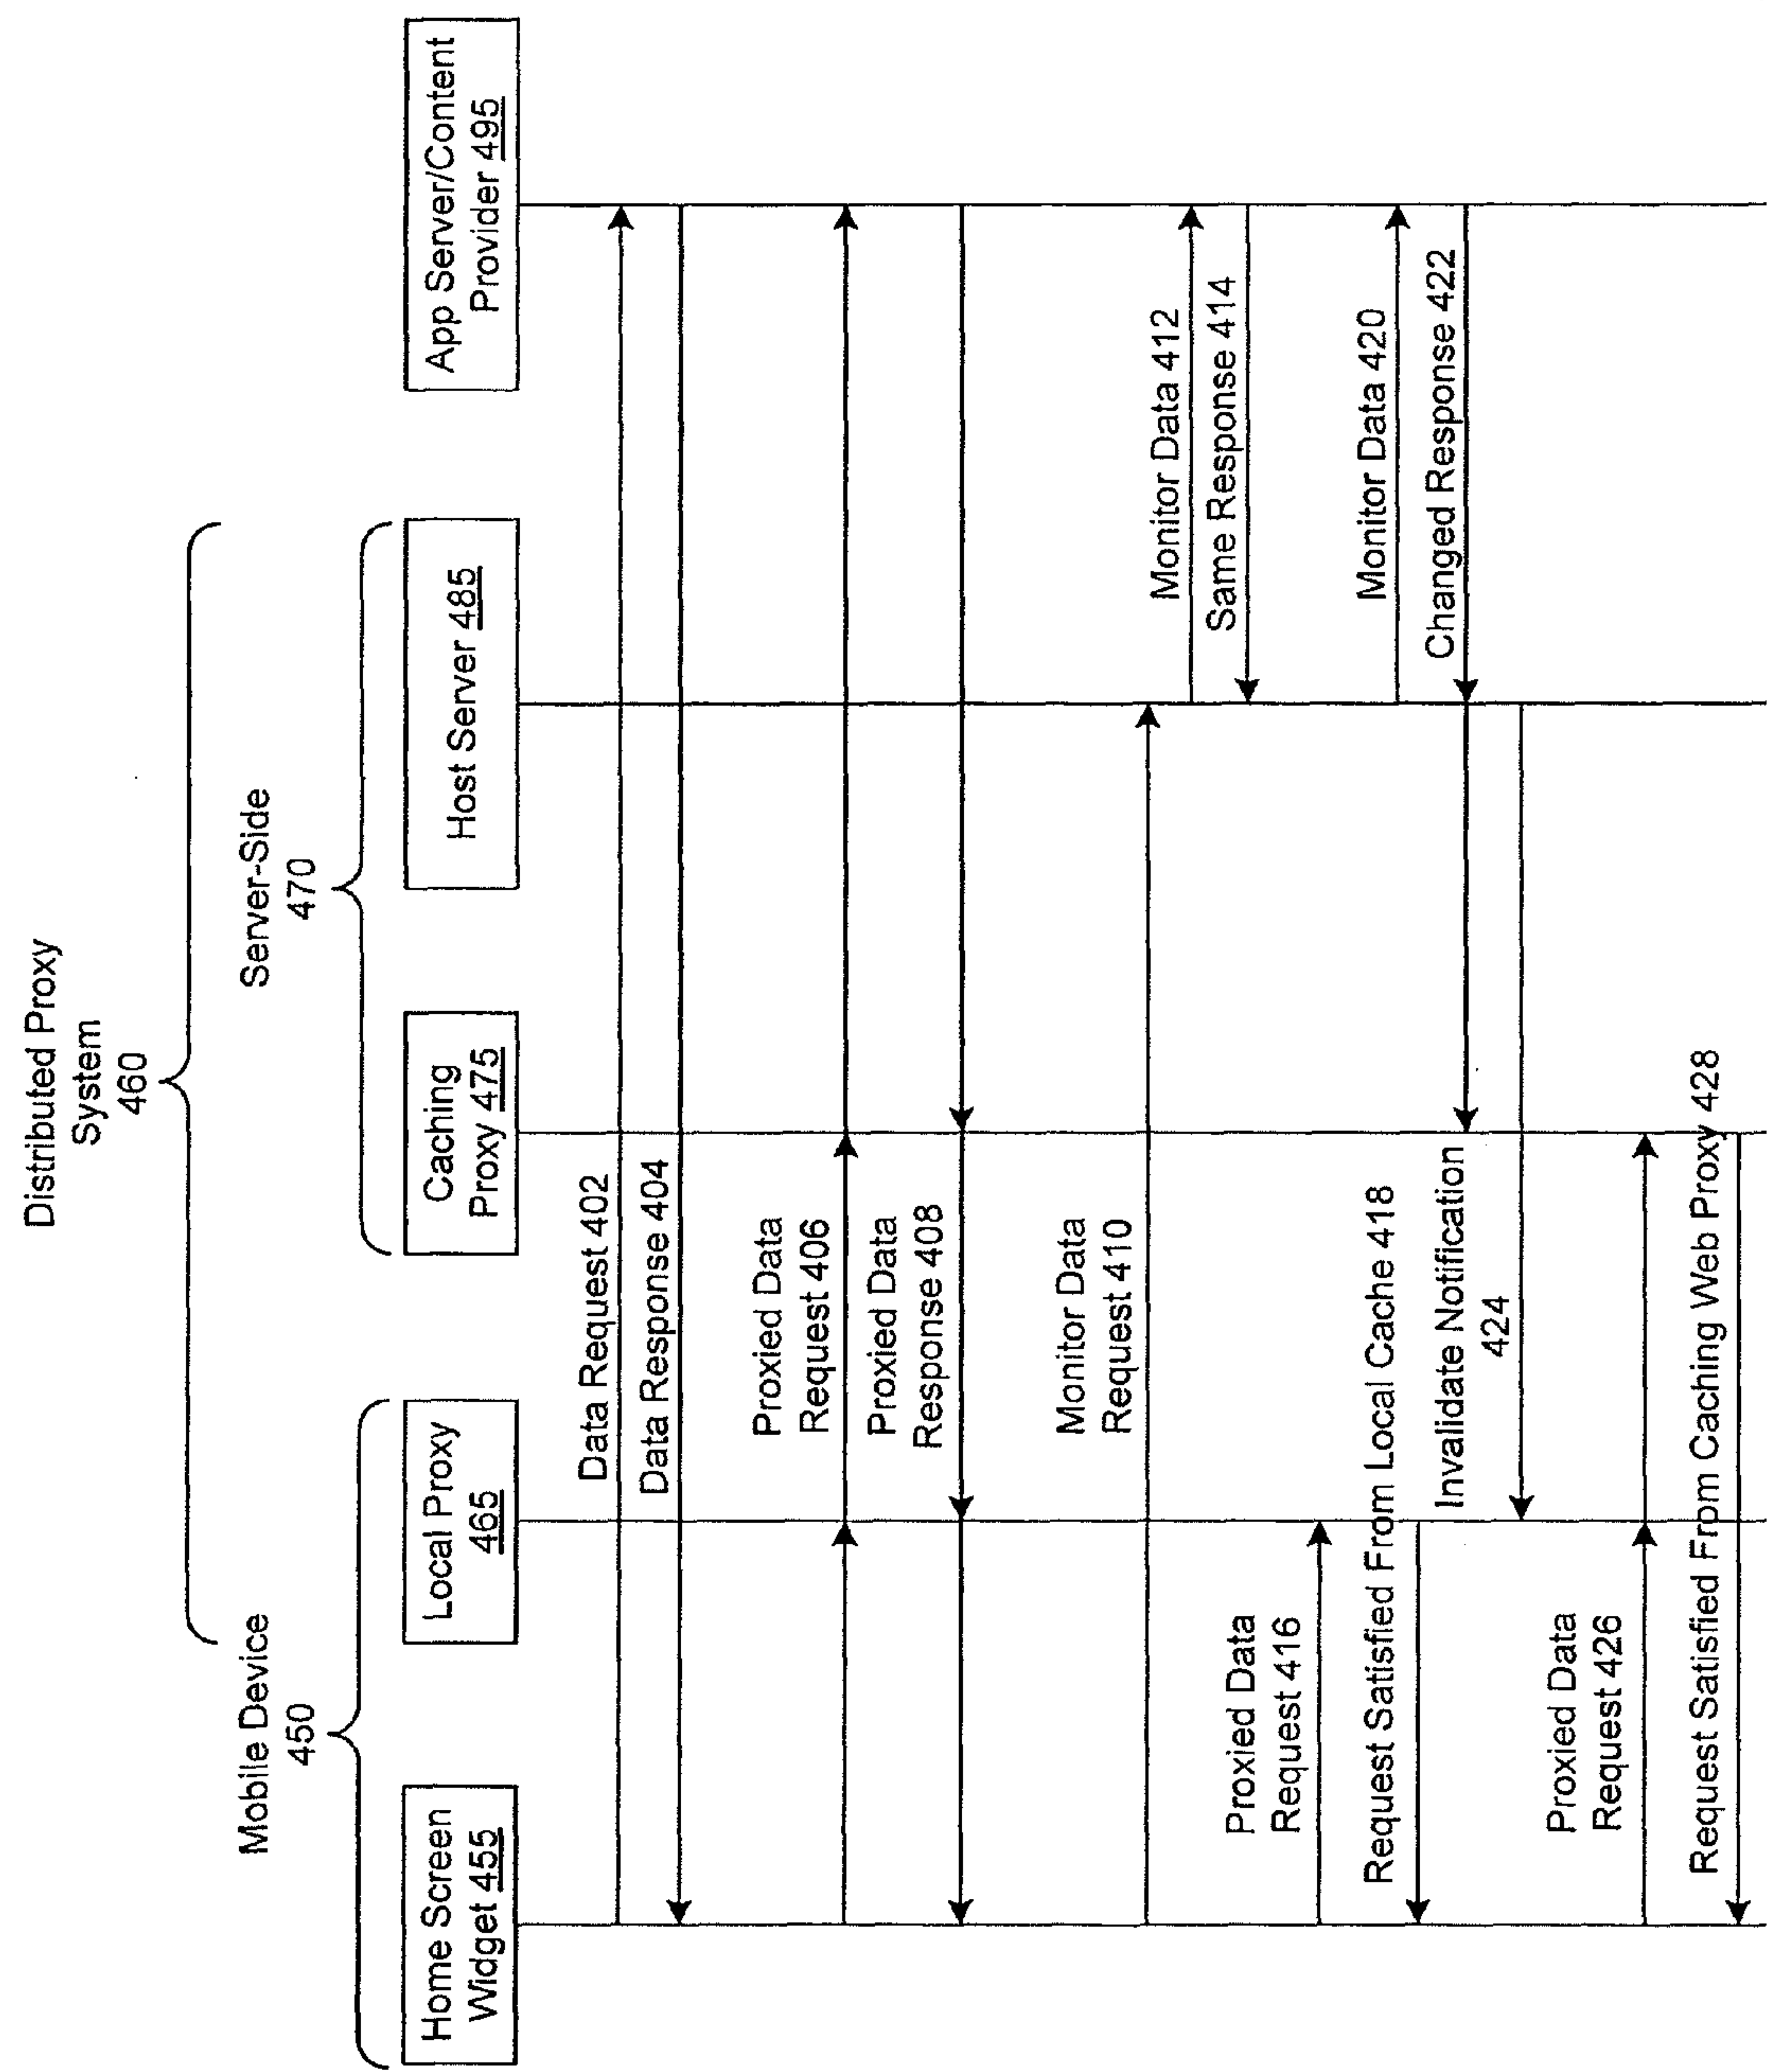 Distributed Proxy
System
460
Mobile Device
450
Server-Side
470
Home Screen
Widget 455
Local Proxy
465
Caching
Proxy 475
Host Server 485
App Server/Content
Provider 495
Data Request 402
Data Response 404
Proxied Data
Request 406
Proxied Data
Response 408
Monitor Data
Request 410
Monitor Data 412
Same Response 414
Proxied Data
Request 416
Request Satisfied From Local Cache 418
Monitor Data 420
Changed Response 422
Invalidate Notification
424
Proxied Data
Request 426
Request Satisfied From Caching Web Proxy 428